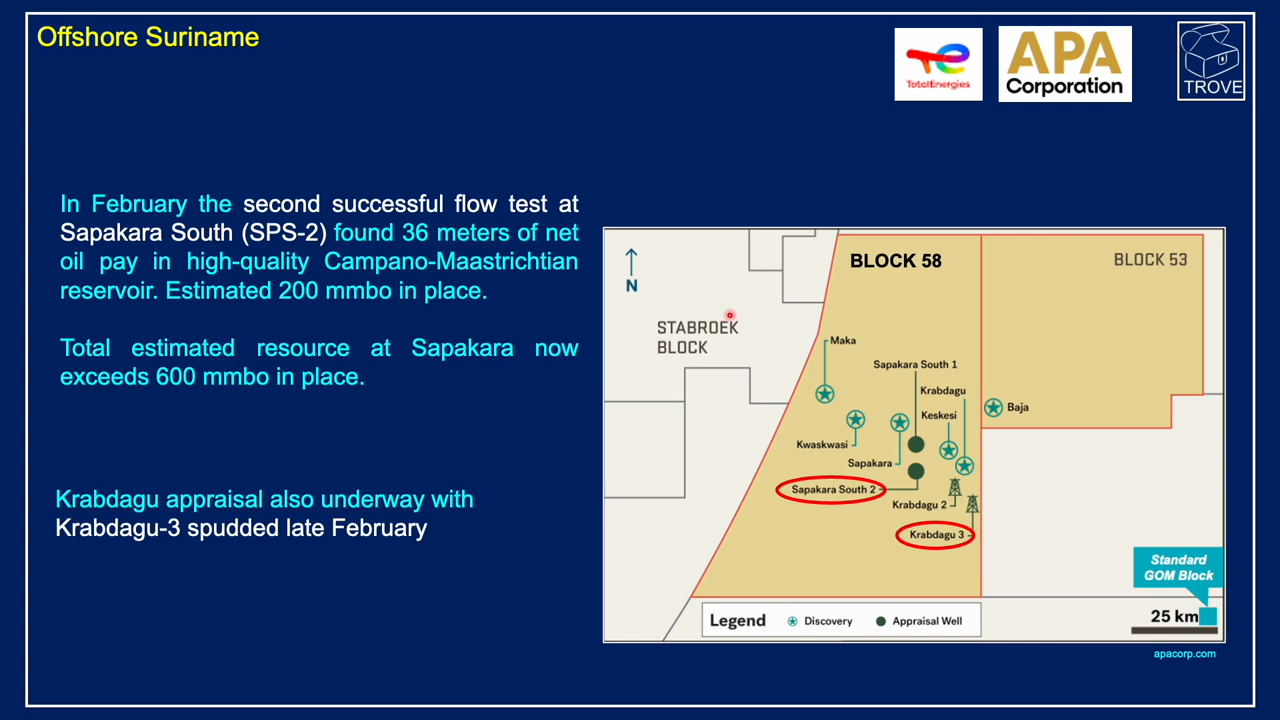 Offshore Suriname
TotalEnergies
APA
Corporation
TROVE
In February the second successful flow test at
Sapakara South (SPS-2) found 36 meters of net
oil pay in high-quality Campano-Maastrichtian
reservoir. Estimated 200 mmbo in place.
Total estimated resource at Sapakara now
exceeds 600 mmbo in place.
Krabdagu appraisal also underway with
Krabdagu-3 spudded late February
N
BLOCK 58
BLOCK 53
STABROEK
BLOCK
Maka
Sapakara South 1
Krabdagu
Keskesi
Baja
Kwaskwasi
Sapakara
Sapakara South 2
Krabdagu 2
Krabdagu 3
Standard
GOM Block
25 km
Legend
Discovery
Appraisal Well
apacorp.com